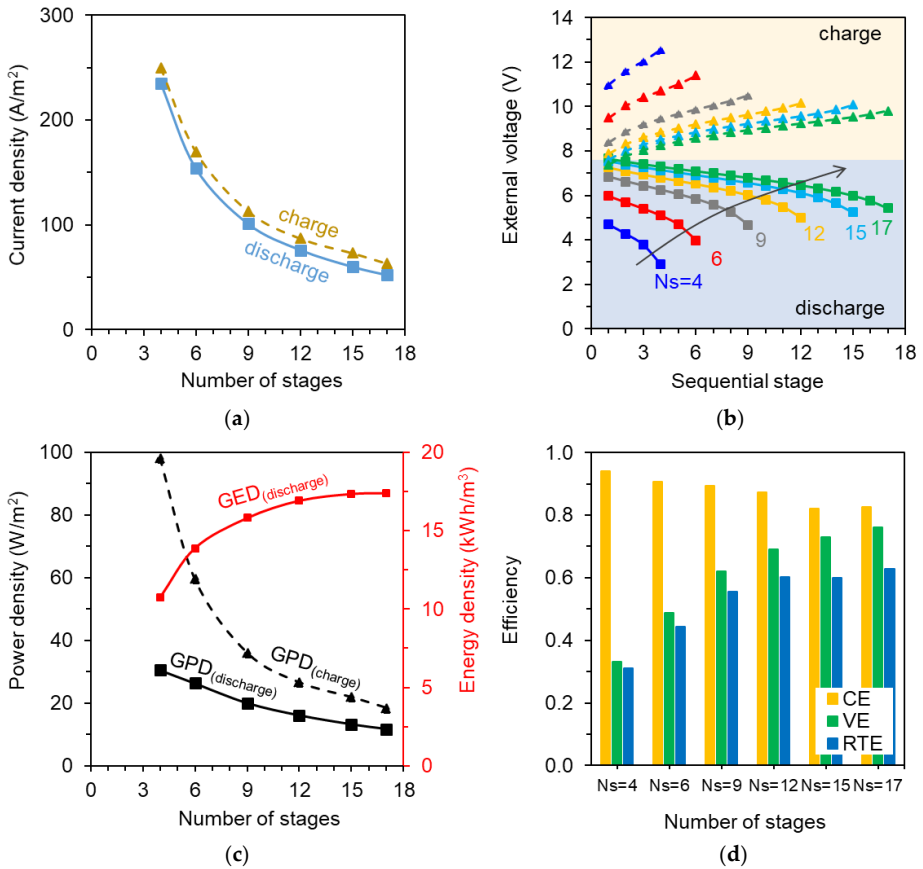 300
200
100
0
0 3 6 9 12 15 18
Current density (A/m²)
Number of stages
charge
discharge
(a)
14
12
10
8
6
4
2
0
0 3 6 9 12 15 18
External voltage (V)
Sequential stage
charge
Ns=4
6
9
12
15
17
discharge
(b)
100
80
60
40
20
0
0 3 6 9 12 15 18
Power density (W/m²)
20
15
10
5
0
Energy density (kWh/m³)
Number of stages
GED(discharge)
GPD(charge)
GPD(discharge)
(c)
1.0
0.8
0.6
0.4
0.2
0.0
Efficiency
CE
VE
RTE
Ns=4 Ns=6 Ns=9 Ns=12 Ns=15 Ns=17
Number of stages
(d)